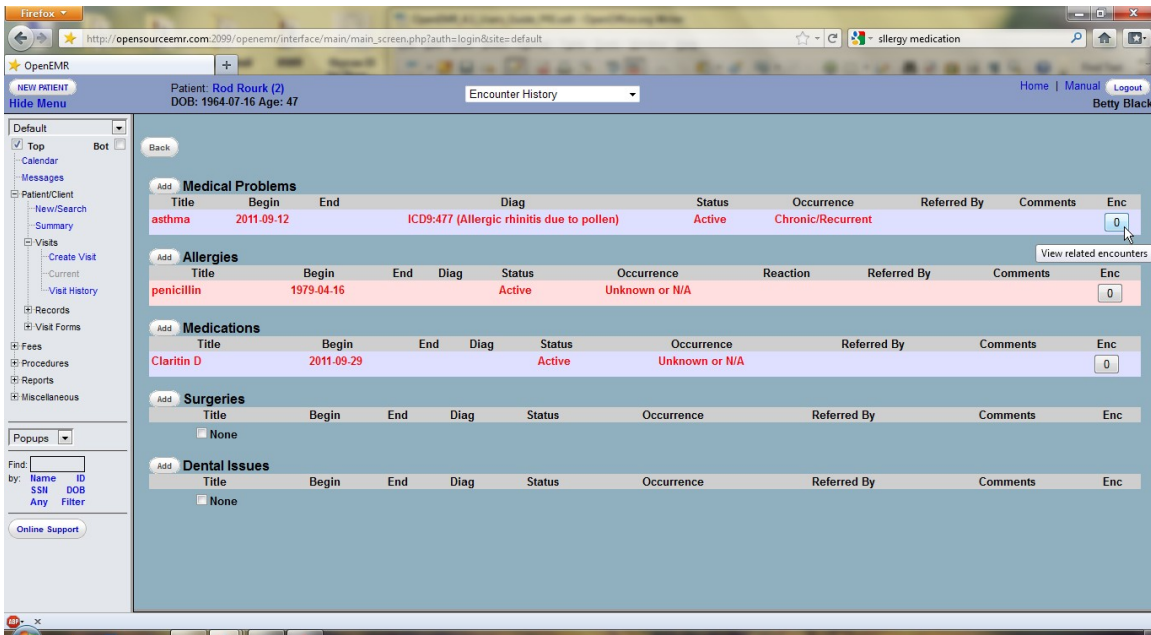 Firefox
http://opensourceemr.com:2099/openemr/interface/main/main_screen.php?auth=login&site=default
sllergy medication
OpenEMR
NEW PATIENT
Hide Menu
Patient: Rod Rourk (2)
DOB: 1964-07-16 Age: 47
Encounter History
Home | Manual Logout
Betty Black
Default
Top Bot
Calendar
Messages
Patient/Client
New/Search
Summary
Visits
Create Visit
Current
Visit History
Records
Visit Forms
Fees
Procedures
Reports
Miscellaneous
Popups
Find:
by: Name ID
SSN DOB
Any Filter
Online Support
Back
Add Medical Problems
Title Begin End Diag Status Occurrence Referred By Comments Enc
asthma 2011-09-12 ICD9:477 (Allergic rhinitis due to pollen) Active Chronic/Recurrent 0
View related encounters
Add Allergies
Title Begin End Diag Status Occurrence Reaction Referred By Comments Enc
penicillin 1979-04-16 Active Unknown or N/A 0
Add Medications
Title Begin End Diag Status Occurrence Referred By Comments Enc
Claritin D 2011-09-29 Active Unknown or N/A 0
Add Surgeries
Title Begin End Diag Status Occurrence Referred By Comments Enc
None
Add Dental Issues
Title Begin End Diag Status Occurrence Referred By Comments Enc
None
ABP